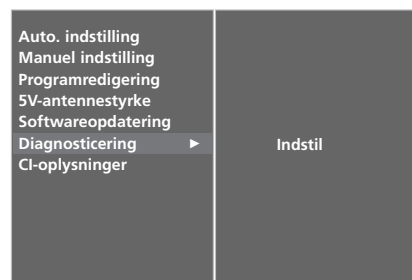 Auto. indstilling
Manuel indstilling
Programredigering
5V-antennestyrke
Softwareopdatering
Diagnosticering ►
Indstil
CI-oplysninger